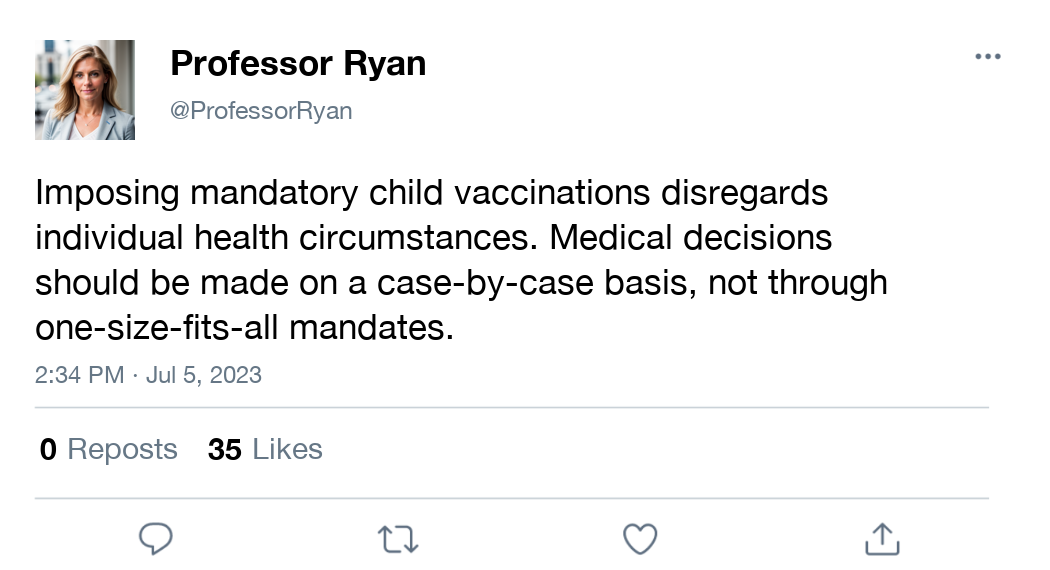 Professor Ryan
@ProfessorRyan
Imposing mandatory child vaccinations disregards
individual health circumstances. Medical decisions
should be made on a case-by-case basis, not through
one-size-fits-all mandates.
2:34 PM · Jul 5, 2023
0 Reposts 35 Likes